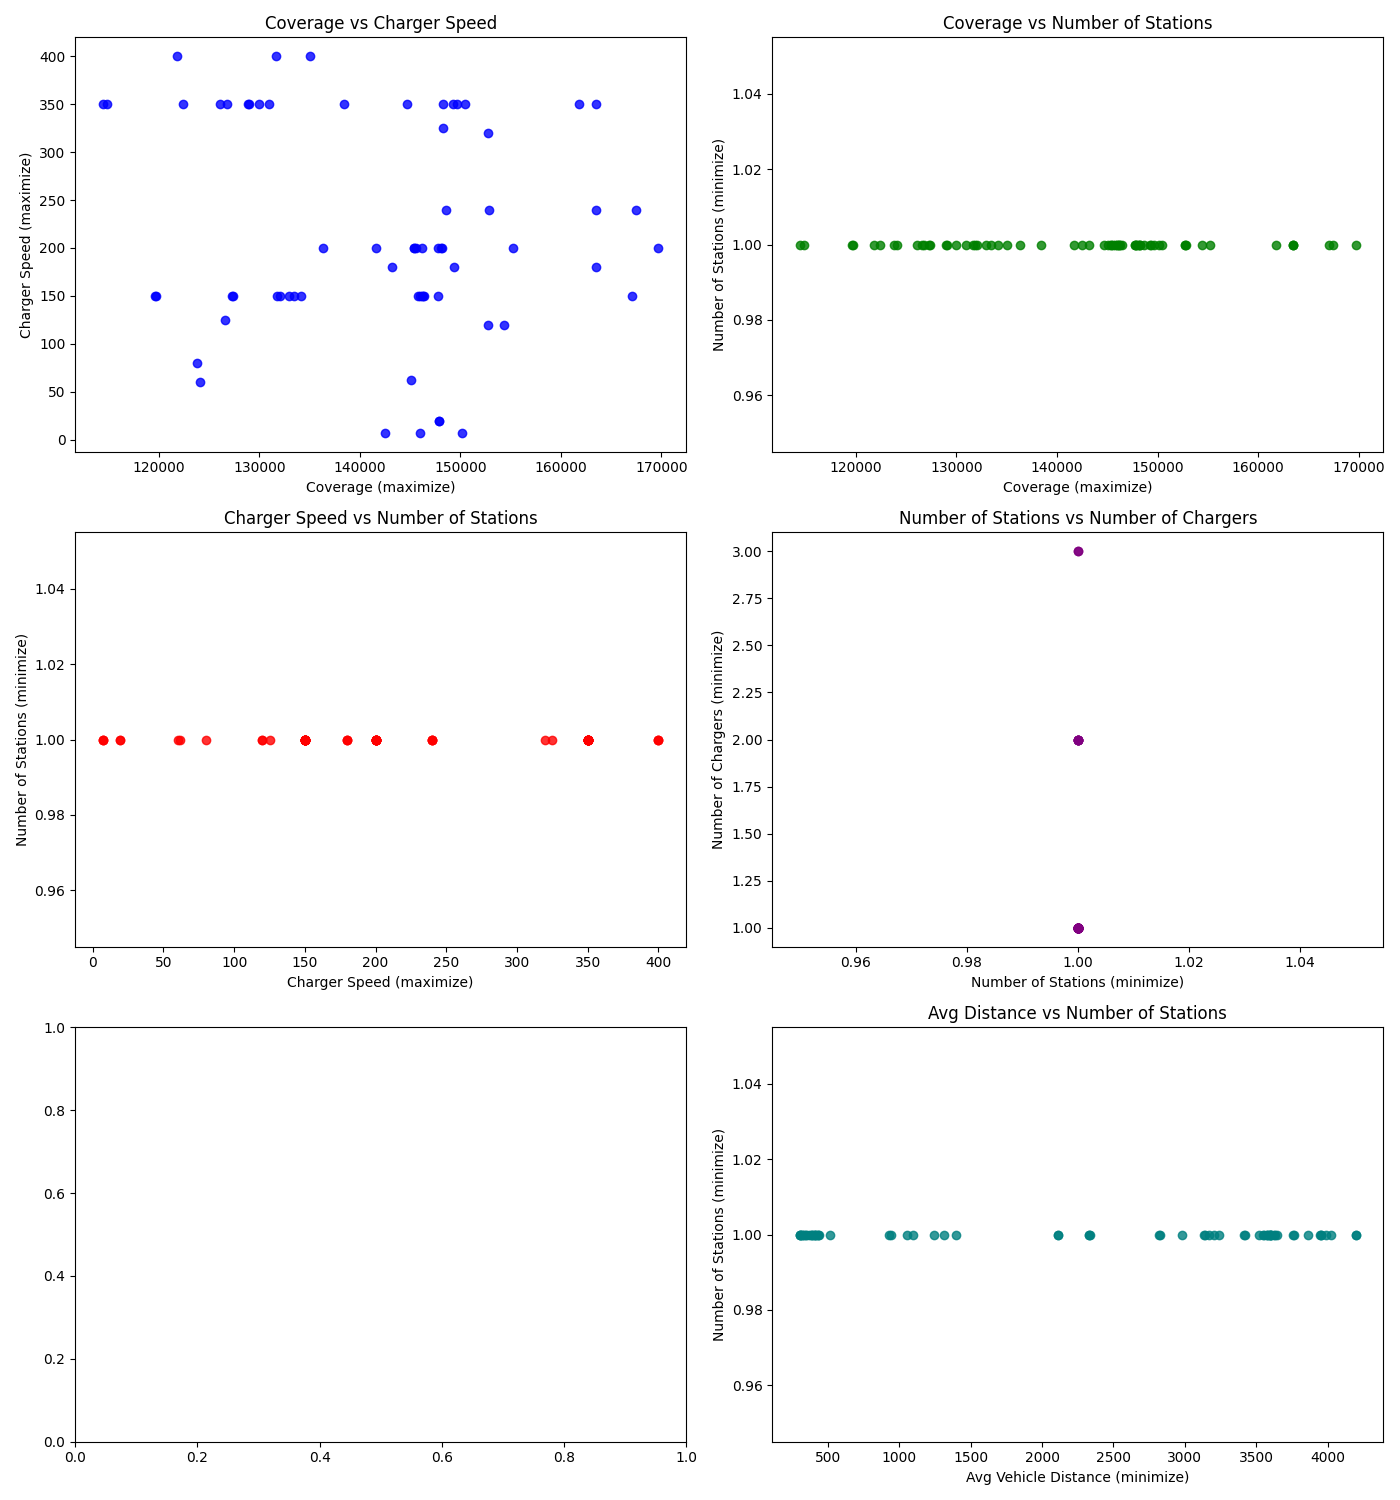 Coverage vs Charger Speed
400
350
300
250
200
150
100
50
0
Charger Speed (maximize)
120000 130000 140000 150000 160000 170000
Coverage (maximize)
Coverage vs Number of Stations
1.04
1.02
1.00
0.98
0.96
Number of Stations (minimize)
120000 130000 140000 150000 160000 170000
Coverage (maximize)
Charger Speed vs Number of Stations
1.04
1.02
1.00
0.98
0.96
Number of Stations (minimize)
0 50 100 150 200 250 300 350 400
Charger Speed (maximize)
Number of Stations vs Number of Chargers
3.00
2.75
2.50
2.25
2.00
1.75
1.50
1.25
1.00
Number of Chargers (minimize)
0.96 0.98 1.00 1.02 1.04
Number of Stations (minimize)
1.0
0.8
0.6
0.4
0.2
0.0
0.0 0.2 0.4 0.6 0.8 1.0
Avg Distance vs Number of Stations
1.04
1.02
1.00
0.98
0.96
Number of Stations (minimize)
500 1000 1500 2000 2500 3000 3500 4000
Avg Vehicle Distance (minimize)